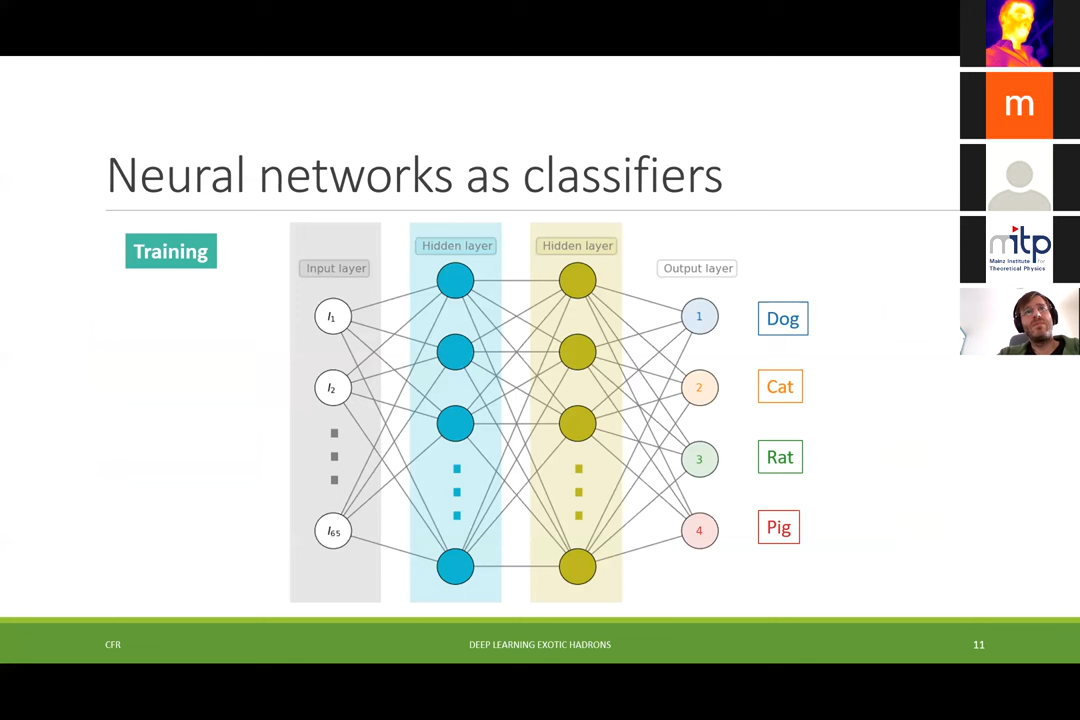 Neural networks as classifiers
Training
Input layer
Hidden layer
Hidden layer
Output layer
I1
I2
I65
1
2
3
4
Dog
Cat
Rat
Pig
CFR
DEEP LEARNING EXOTIC HADRONS
11
m
mitp
Mainz Institute for
Theoretical Physics